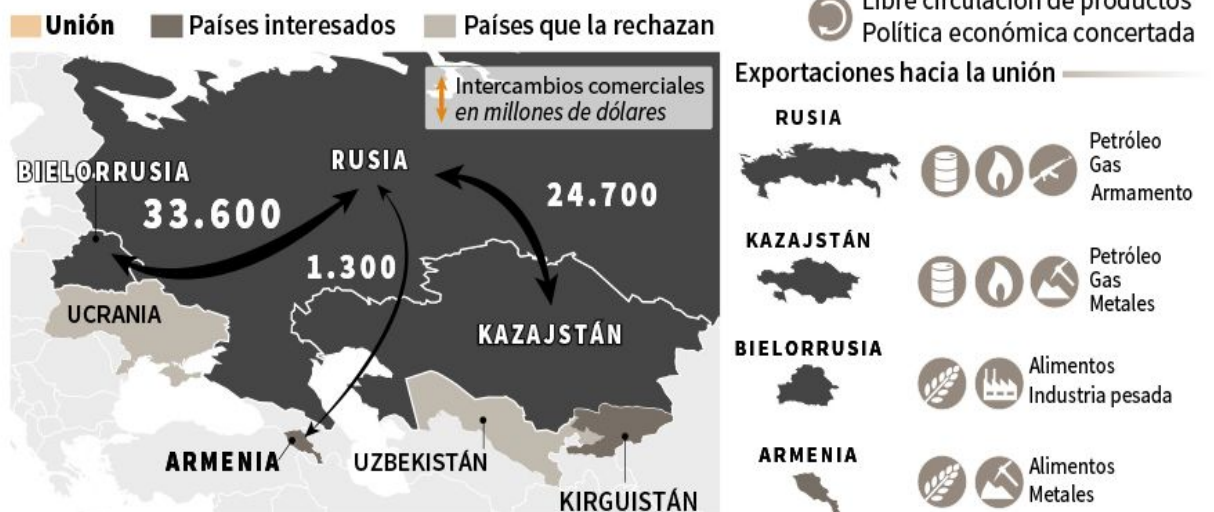 Unión
Países interesados
Países que la rechazan
Libre circulación de productos
Política económica concertada
Intercambios comerciales
en millones de dólares
BIELORRUSIA
RUSIA
33.600
24.700
1.300
UCRANIA
KAZAJSTÁN
ARMENIA
UZBEKISTÁN
KIRGUISTÁN
Exportaciones hacia la unión
RUSIA
Petróleo
Gas
Armamento
KAZAJSTÁN
Petróleo
Gas
Metales
BIELORRUSIA
Alimentos
Industria pesada
ARMENIA
Alimentos
Metales